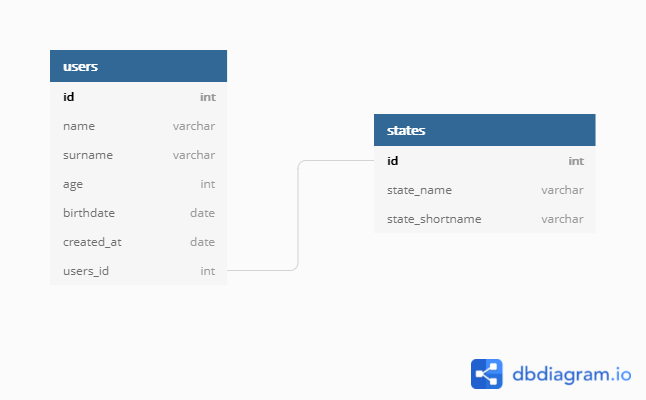 users
id int
name varchar
surname varchar
age int
birthdate date
created_at date
users_id int
states
id int
state_name varchar
state_shortname varchar
dbdiagram.io